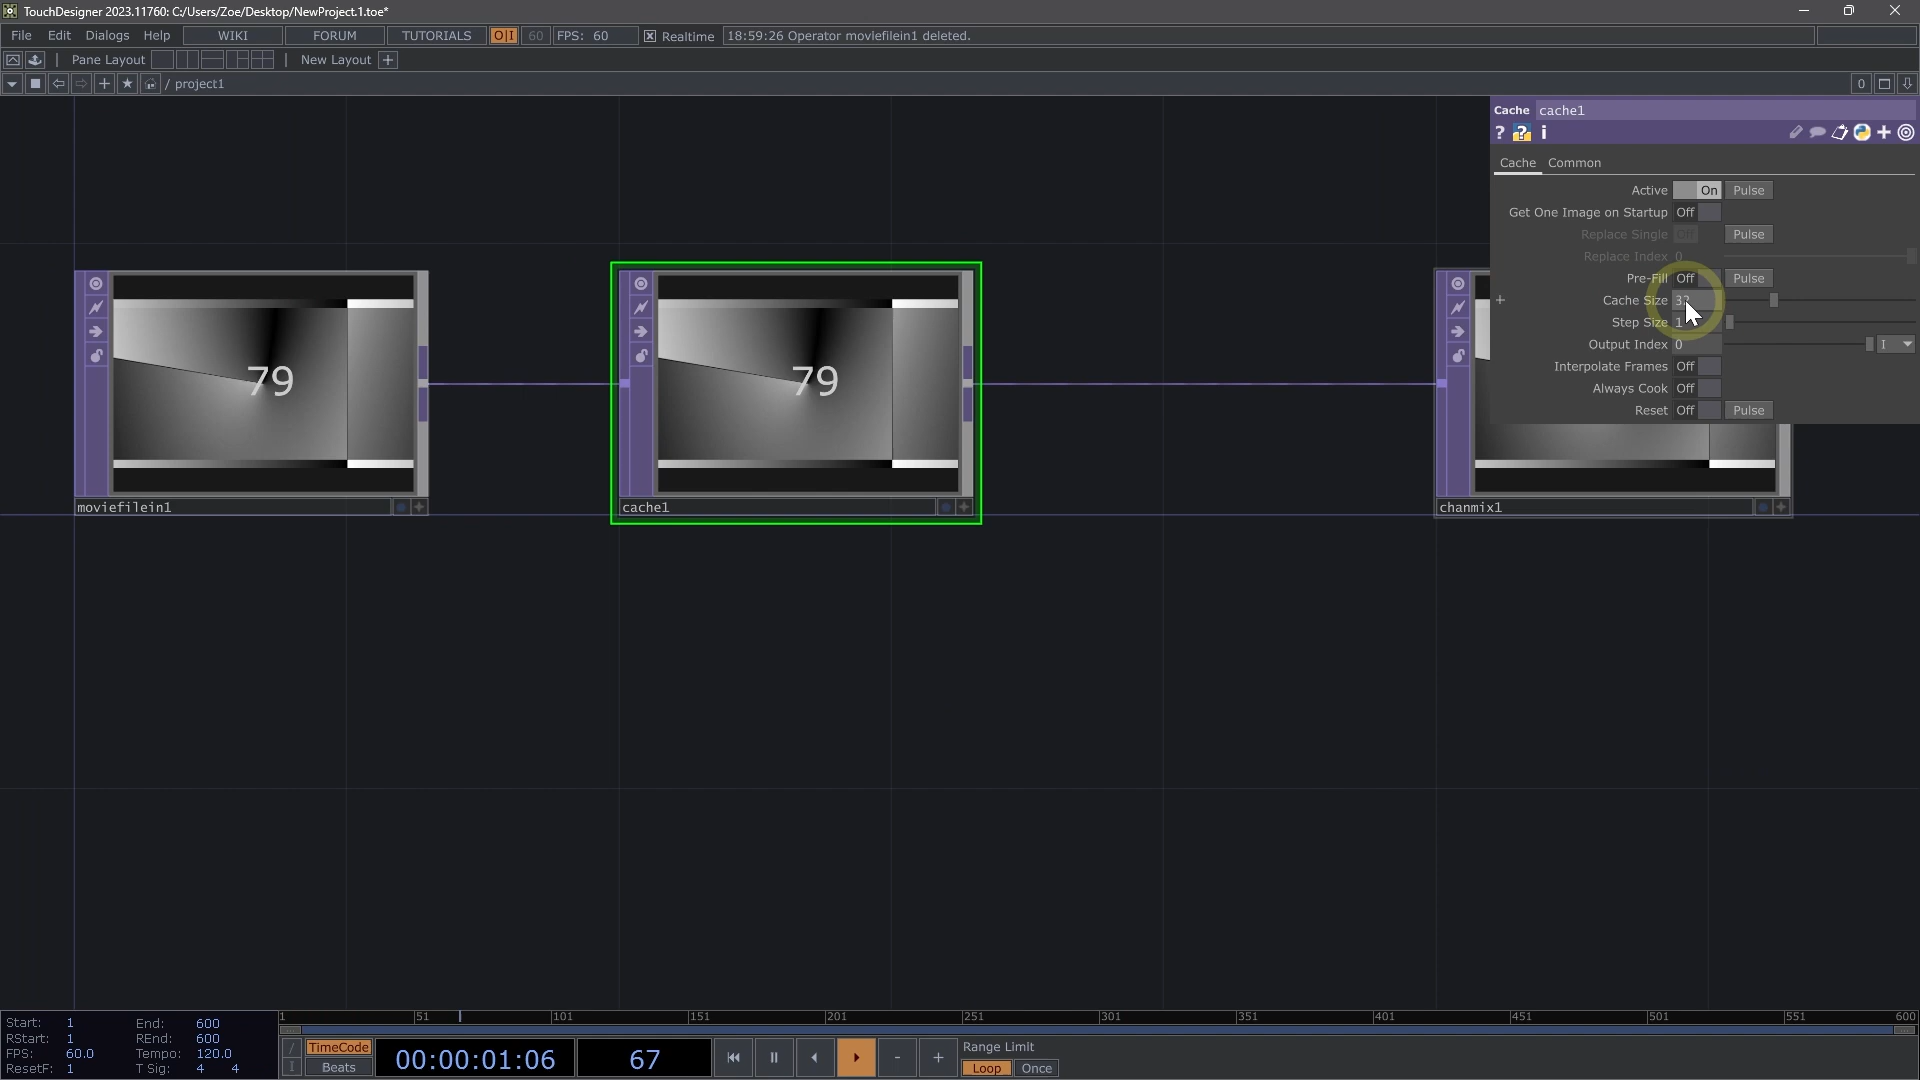 TouchDesigner 2023.11760: C:/Users/Zoe/Desktop/NewProject.1.toe*
File Edit Dialogs Help WIKI FORUM TUTORIALS O|I 60 FPS: 60 Realtime 18:59:26 Operator moviefilein1 deleted.
Pane Layout New Layout +
/ project1 0
Cache cache1
? ? i
Cache Common
Active On Pulse
Get One Image on Startup Off
Replace Single Off Pulse
Replace Index 0
Pre-Fill Off Pulse
+ Cache Size 32
Step Size 1
Output Index 0 I
Interpolate Frames Off
Always Cook Off
Reset Off Pulse
79
79
moviefilein1
cache1
chanmix1
1 51 101 151 201 251 301 351 401 451 501 551 600
Start: 1 End: 600
RStart: 1 REnd: 600
FPS: 60.0 Tempo: 120.0
ResetF: 1 T Sig: 4 4
/ TimeCode
I Beats
00:00:01:06
67
- +
Range Limit
Loop Once